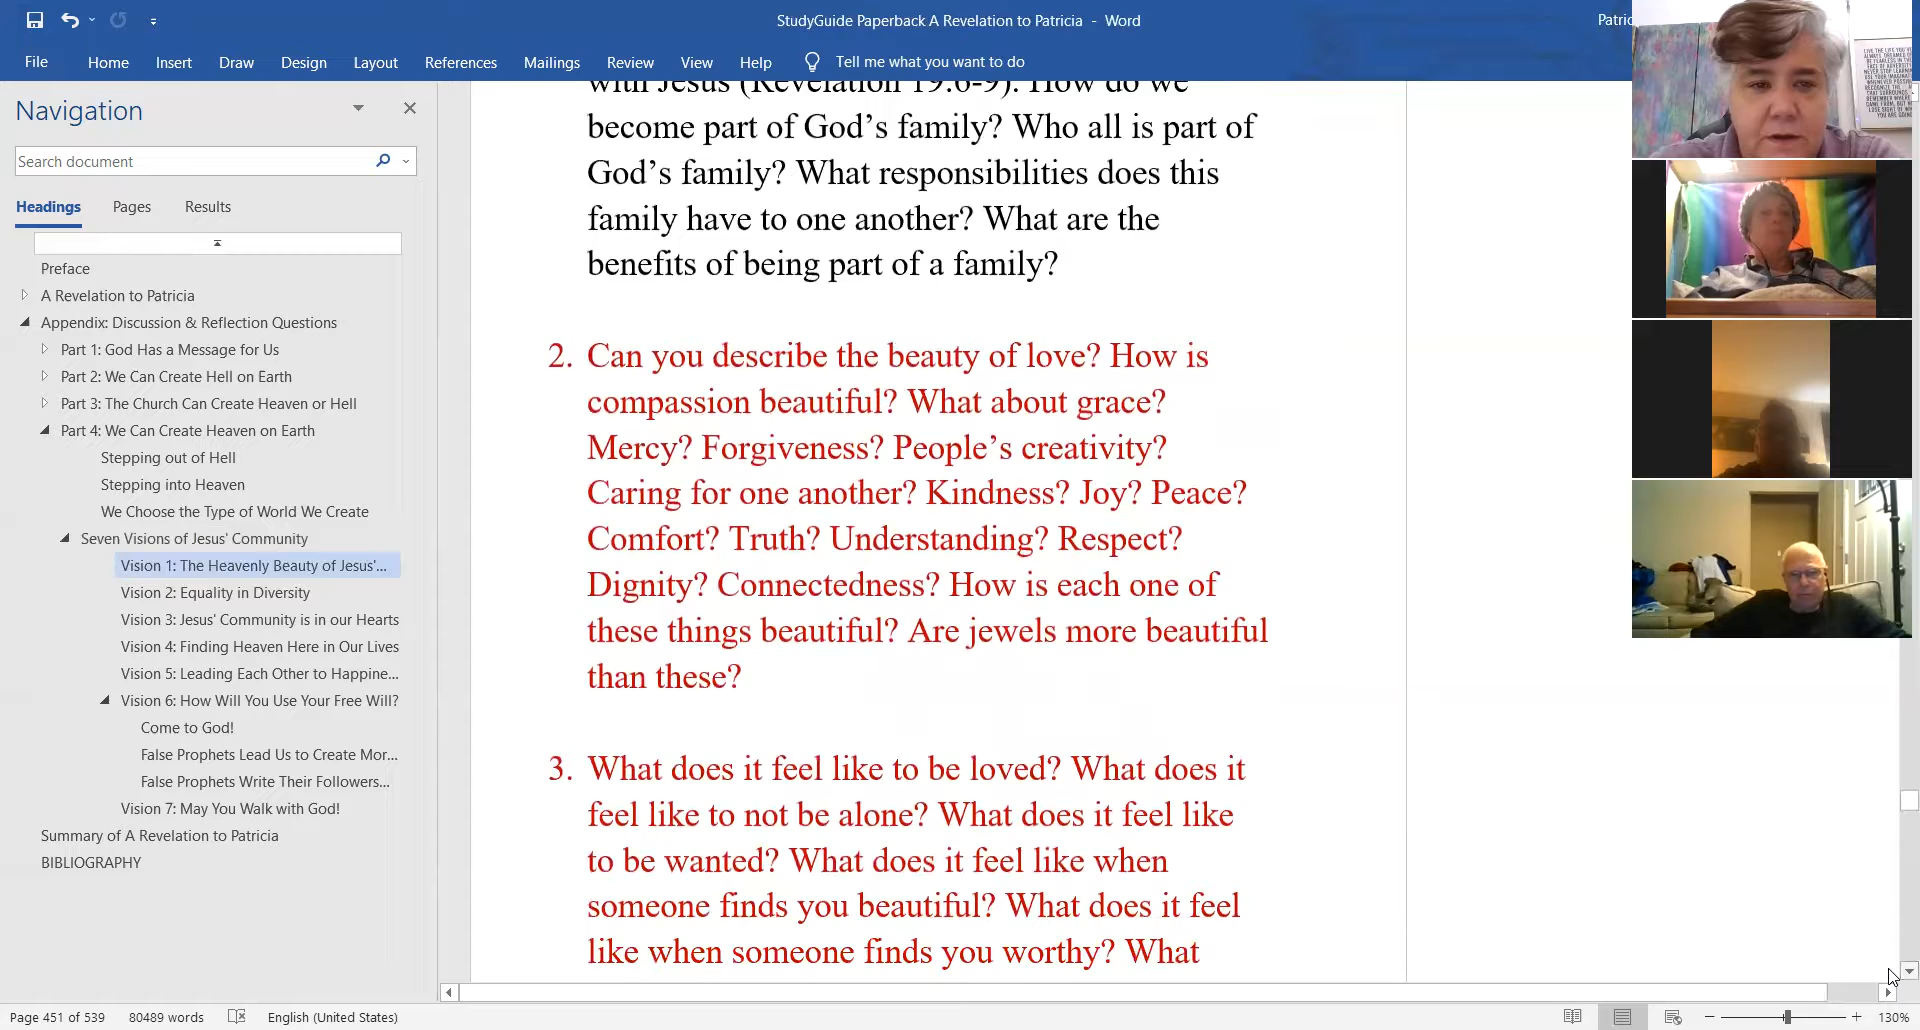 StudyGuide Paperback A Revelation to Patricia - Word
Patric
File Home Insert Draw Design Layout References Mailings Review View Help Tell me what you want to do
Navigation
Search document
Headings Pages Results
Preface
A Revelation to Patricia
Appendix: Discussion & Reflection Questions
Part 1: God Has a Message for Us
Part 2: We Can Create Hell on Earth
Part 3: The Church Can Create Heaven or Hell
Part 4: We Can Create Heaven on Earth
Stepping out of Hell
Stepping into Heaven
We Choose the Type of World We Create
Seven Visions of Jesus' Community
Vision 1: The Heavenly Beauty of Jesus'...
Vision 2: Equality in Diversity
Vision 3: Jesus' Community is in our Hearts
Vision 4: Finding Heaven Here in Our Lives
Vision 5: Leading Each Other to Happine...
Vision 6: How Will You Use Your Free Will?
Come to God!
False Prophets Lead Us to Create Mor...
False Prophets Write Their Followers...
Vision 7: May You Walk with God!
Summary of A Revelation to Patricia
BIBLIOGRAPHY
with Jesus (Revelation 19:6-9). How do we
become part of God’s family? Who all is part of
God’s family? What responsibilities does this
family have to one another? What are the
benefits of being part of a family?
2. Can you describe the beauty of love? How is
compassion beautiful? What about grace?
Mercy? Forgiveness? People’s creativity?
Caring for one another? Kindness? Joy? Peace?
Comfort? Truth? Understanding? Respect?
Dignity? Connectedness? How is each one of
these things beautiful? Are jewels more beautiful
than these?
3. What does it feel like to be loved? What does it
feel like to not be alone? What does it feel like
to be wanted? What does it feel like when
someone finds you beautiful? What does it feel
like when someone finds you worthy? What
Page 451 of 539 80489 words English (United States) 130%